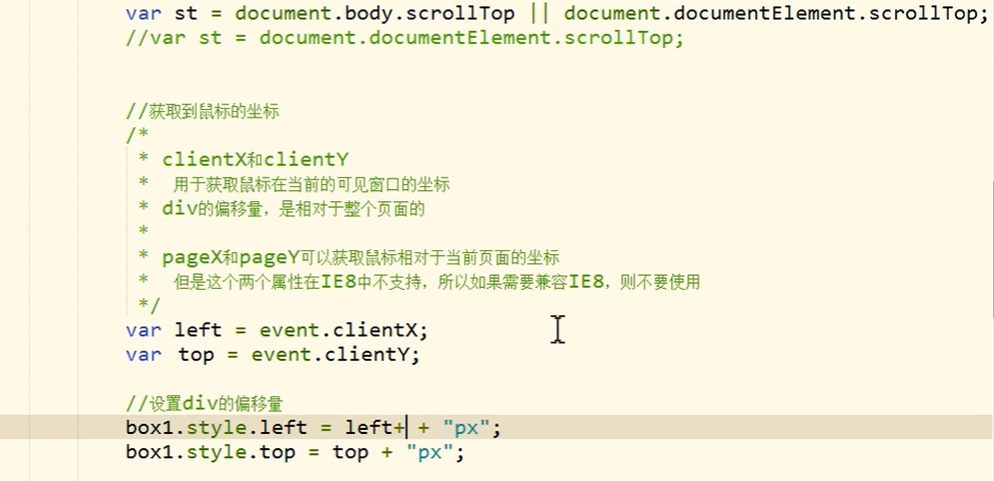 var st = document.body.scrollTop || document.documentElement.scrollTop;
//var st = document.documentElement.scrollTop;
//获取到鼠标的坐标
/*
* clientX和clientY
* 用于获取鼠标在当前的可见窗口的坐标
* div的偏移量，是相对于整个页面的
*
* pageX和pageY可以获取鼠标相对于当前页面的坐标
* 但是这个两个属性在IE8中不支持，所以如果需要兼容IE8，则不要使用
*/
var left = event.clientX;
var top = event.clientY;
//设置div的偏移量
box1.style.left = left+ + "px";
box1.style.top = top + "px";